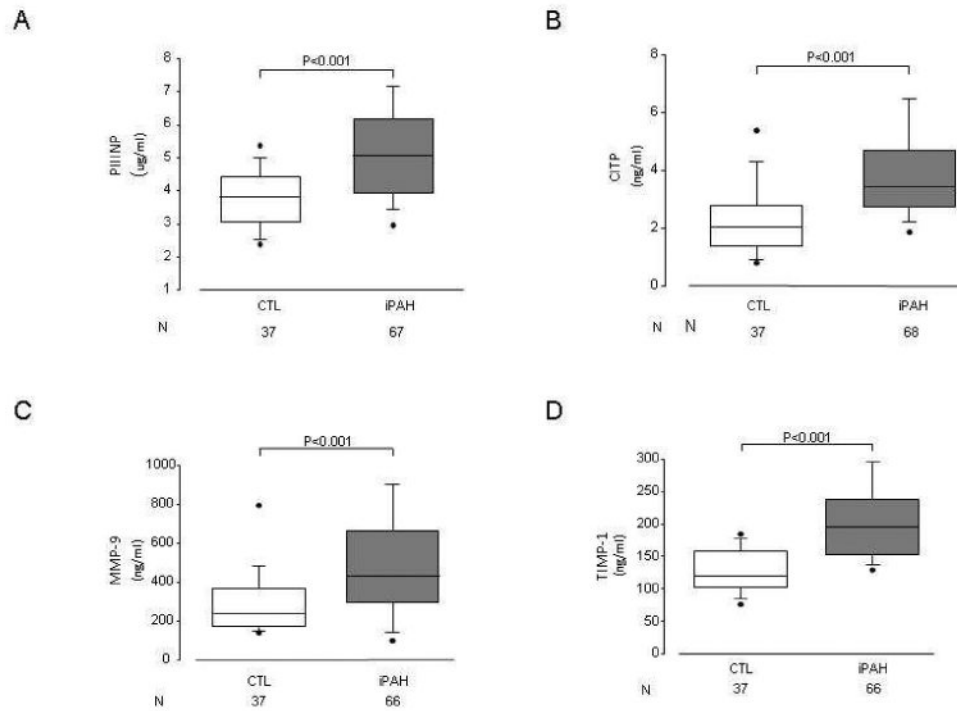 A
P<0.001
8
7
6
5
4
3
2
1
PIIINP
(ug/ml)
CTL
iPAH
N
37
67
B
P<0.001
8
6
4
2
0
CITP
(ng/ml)
CTL
iPAH
N N
37
68
C
P<0.001
1000
800
600
400
200
0
MMP-9
(ng/ml)
CTL
iPAH
N
37
66
D
P<0.001
300
250
200
150
100
50
0
TIMP-1
(ng/ml)
CTL
iPAH
N
37
66